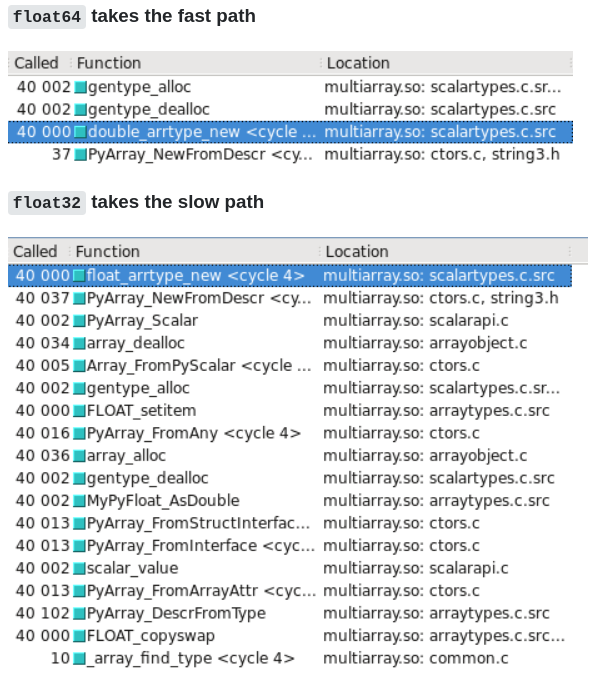 float64 takes the fast path
Called Function Location
40 002 gentype_alloc multiarray.so: scalartypes.c.sr...
40 002 gentype_dealloc multiarray.so: scalartypes.c.src
40 000 double_arrtype_new <cycle ... multiarray.so: scalartypes.c.src
37 PyArray_NewFromDescr <cy... multiarray.so: ctors.c, string3.h
float32 takes the slow path
Called Function Location
40 000 float_arrtype_new <cycle 4> multiarray.so: scalartypes.c.src
40 037 PyArray_NewFromDescr <cy... multiarray.so: ctors.c, string3.h
40 002 PyArray_Scalar multiarray.so: scalarapi.c
40 034 array_dealloc multiarray.so: arrayobject.c
40 005 Array_FromPyScalar <cycle ... multiarray.so: ctors.c
40 002 gentype_alloc multiarray.so: scalartypes.c.sr...
40 000 FLOAT_setitem multiarray.so: arraytypes.c.src
40 016 PyArray_FromAny <cycle 4> multiarray.so: ctors.c
40 036 array_alloc multiarray.so: arrayobject.c
40 002 gentype_dealloc multiarray.so: scalartypes.c.src
40 002 MyPyFloat_AsDouble multiarray.so: arraytypes.c.src
40 013 PyArray_FromStructInterfac... multiarray.so: ctors.c
40 013 PyArray_FromInterface <cyc... multiarray.so: ctors.c
40 002 scalar_value multiarray.so: scalarapi.c
40 013 PyArray_FromArrayAttr <cyc... multiarray.so: ctors.c
40 102 PyArray_DescrFromType multiarray.so: arraytypes.c.src
40 000 FLOAT_copyswap multiarray.so: arraytypes.c.src...
10 _array_find_type <cycle 4> multiarray.so: common.c